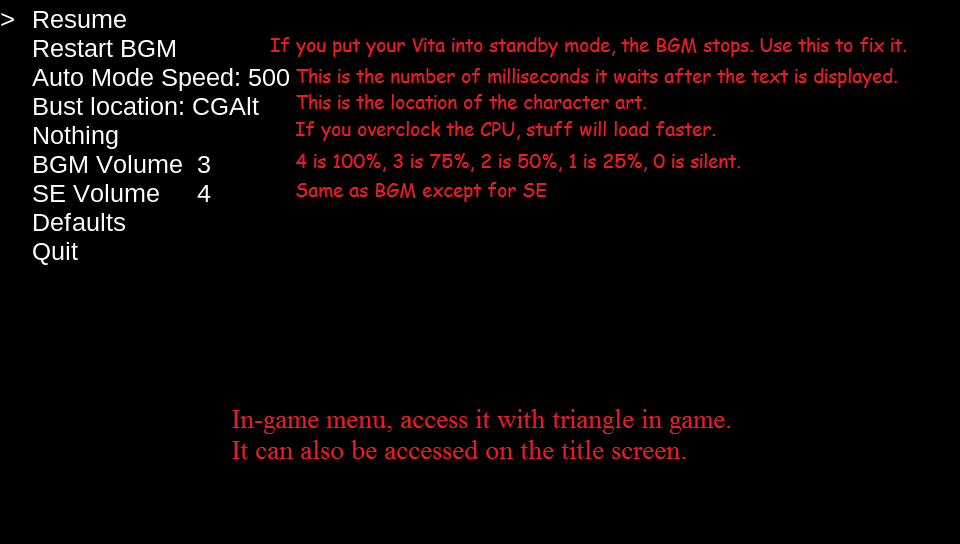 > Resume
Restart BGM If you put your Vita into standby mode, the BGM stops. Use this to fix it.
Auto Mode Speed: 500 This is the number of milliseconds it waits after the text is displayed.
Bust location: CGAlt This is the location of the character art.
Nothing If you overclock the CPU, stuff will load faster.
BGM Volume 3 4 is 100%, 3 is 75%, 2 is 50%, 1 is 25%, 0 is silent.
SE Volume 4 Same as BGM except for SE
Defaults
Quit
In-game menu, access it with triangle in game.
It can also be accessed on the title screen.